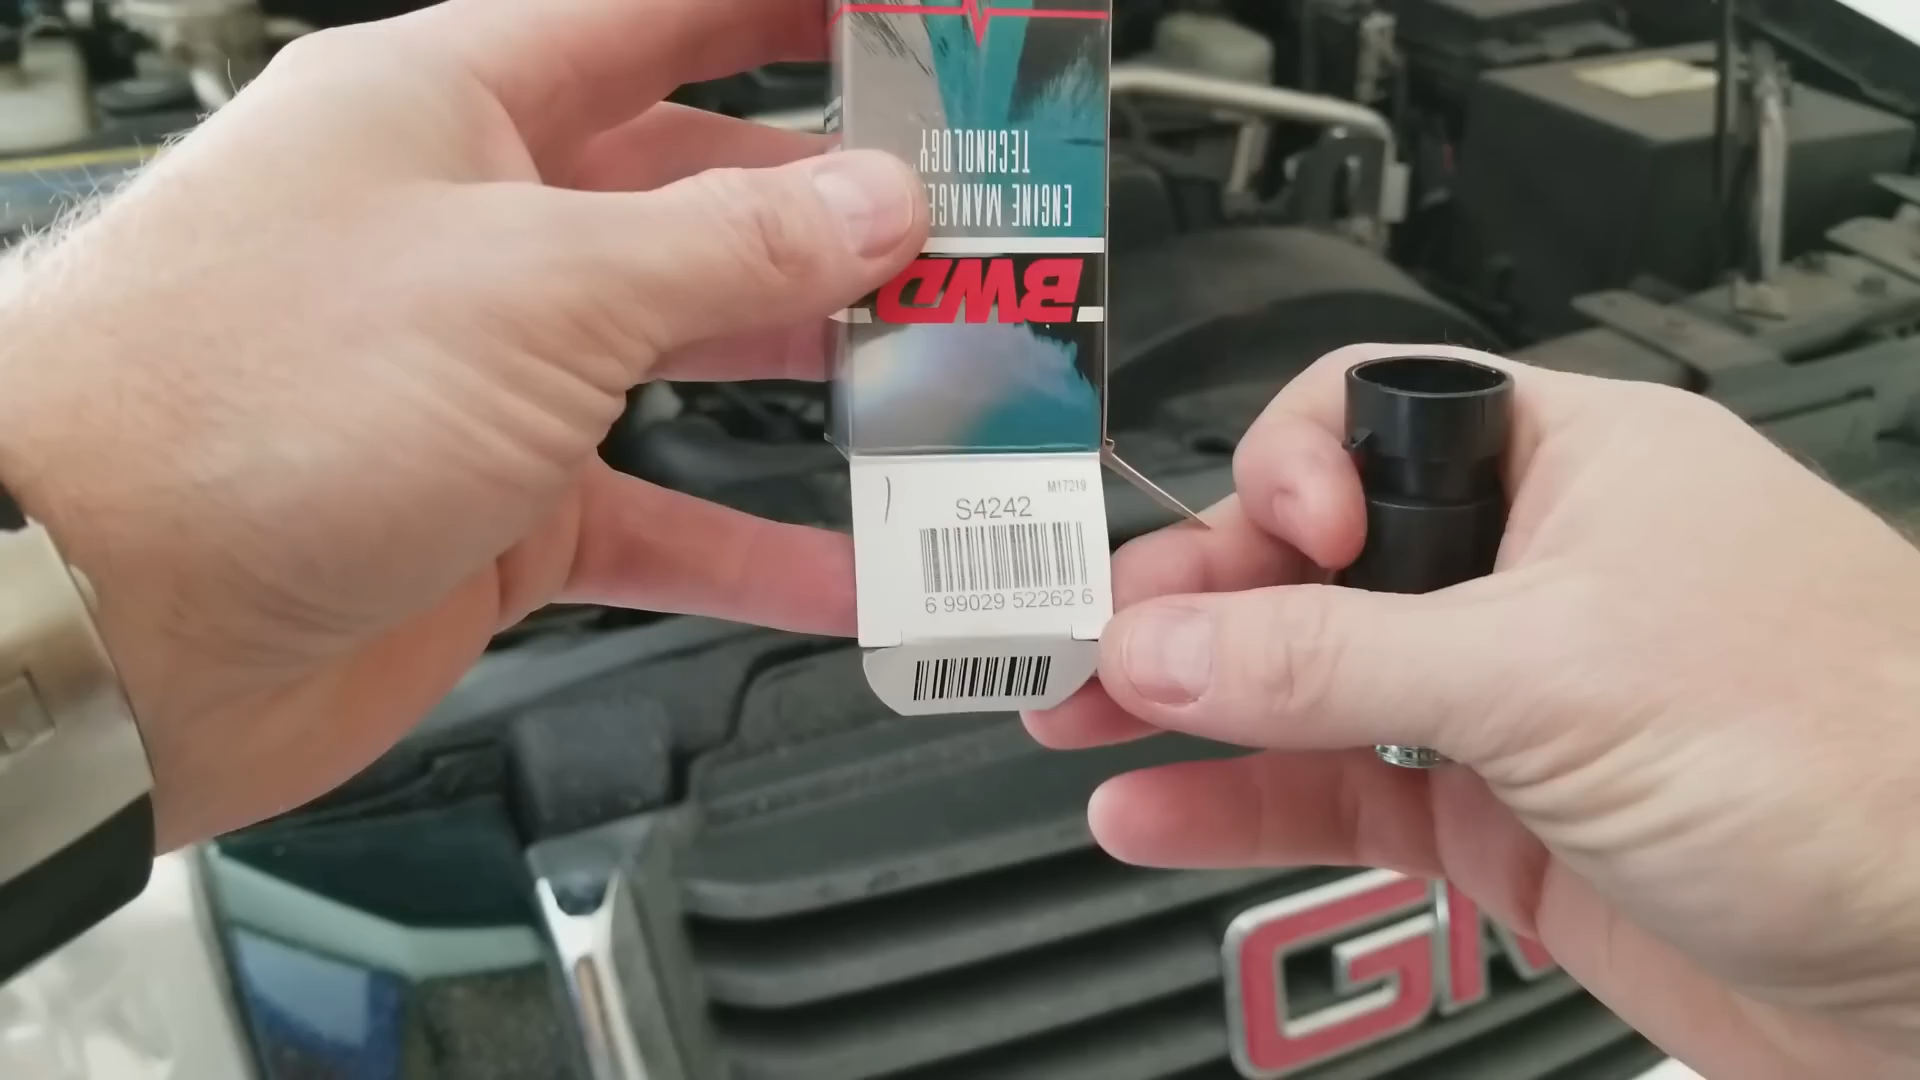 ENGINE MANAGE
TECHNOLOGY
BWD
M17219
S4242
6 99029 52262 6
GM